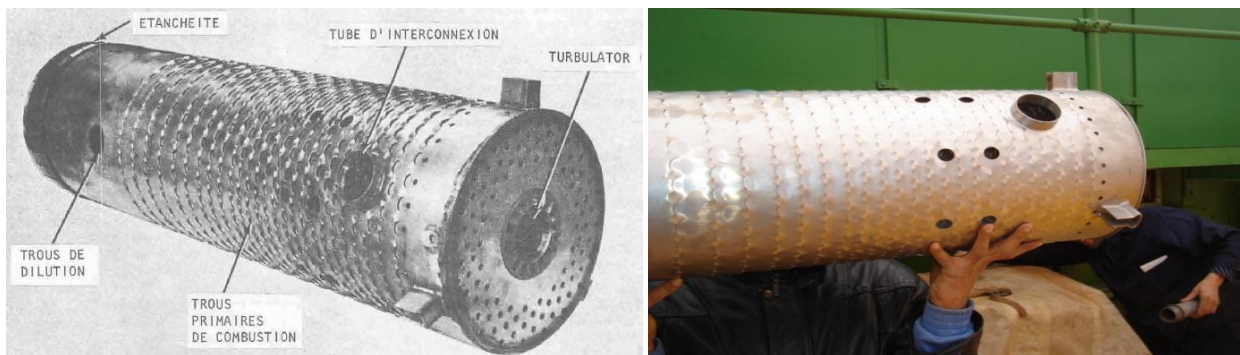 ETANCHEITE
TUBE D'INTERCONNEXION
TURBULATOR
TROUS DE
DILUTION
TROUS
PRIMAIRES
DE COMBUSTION